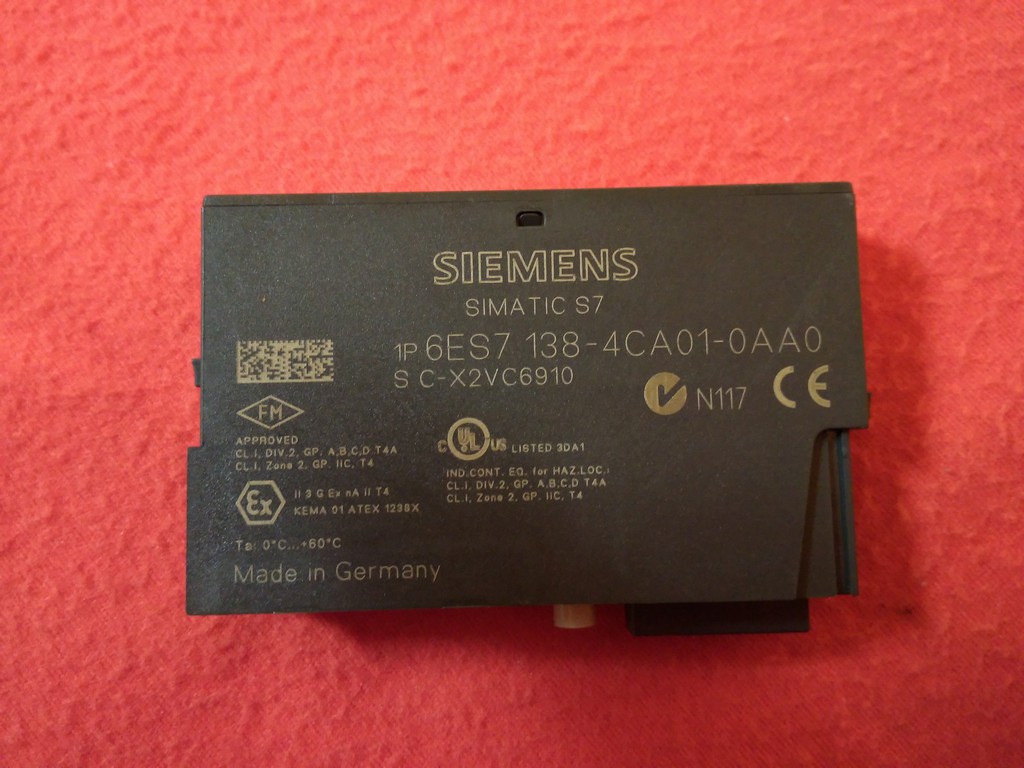 SIEMENS
SIMATIC S7
1P 6ES7 138-4CA01-0AA0
S C-X2VC6910
N117 CE
FM
APPROVED
CL.I, DIV.2, GP. A,B,C,D T4A
CL.I, Zone 2, GP. IIC, T4
C UL US LISTED 3DA1
IND.CONT. EQ. for HAZ.LOC.:
CL.I, DIV.2, GP. A,B,C,D T4A
CL.I, Zone 2, GP. IIC, T4
Ex II 3 G Ex nA II T4
KEMA 01 ATEX 1238X
Ta: 0°C...+60°C
Made in Germany